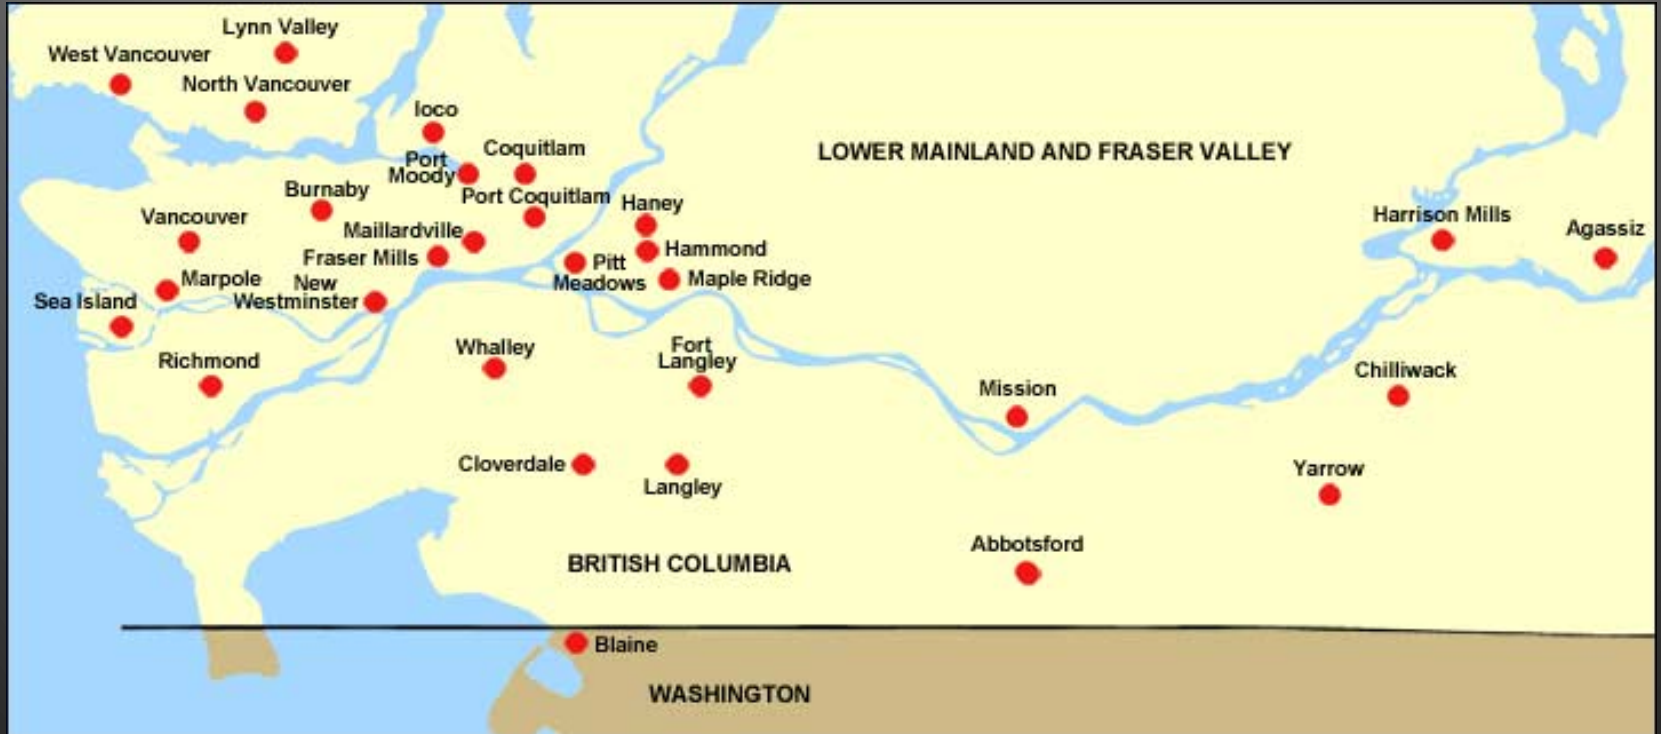 Lynn Valley
West Vancouver
North Vancouver
Ioco
Coquitlam
LOWER MAINLAND AND FRASER VALLEY
Port
Moody
Burnaby
Port Coquitlam
Haney
Vancouver
Harrison Mills
Agassiz
Maillardville
Hammond
Fraser Mills
Pitt
Meadows
Marpole
Maple Ridge
New
Westminster
Sea Island
Whalley
Fort
Langley
Richmond
Chilliwack
Mission
Cloverdale
Yarrow
Langley
Abbotsford
BRITISH COLUMBIA
Blaine
WASHINGTON